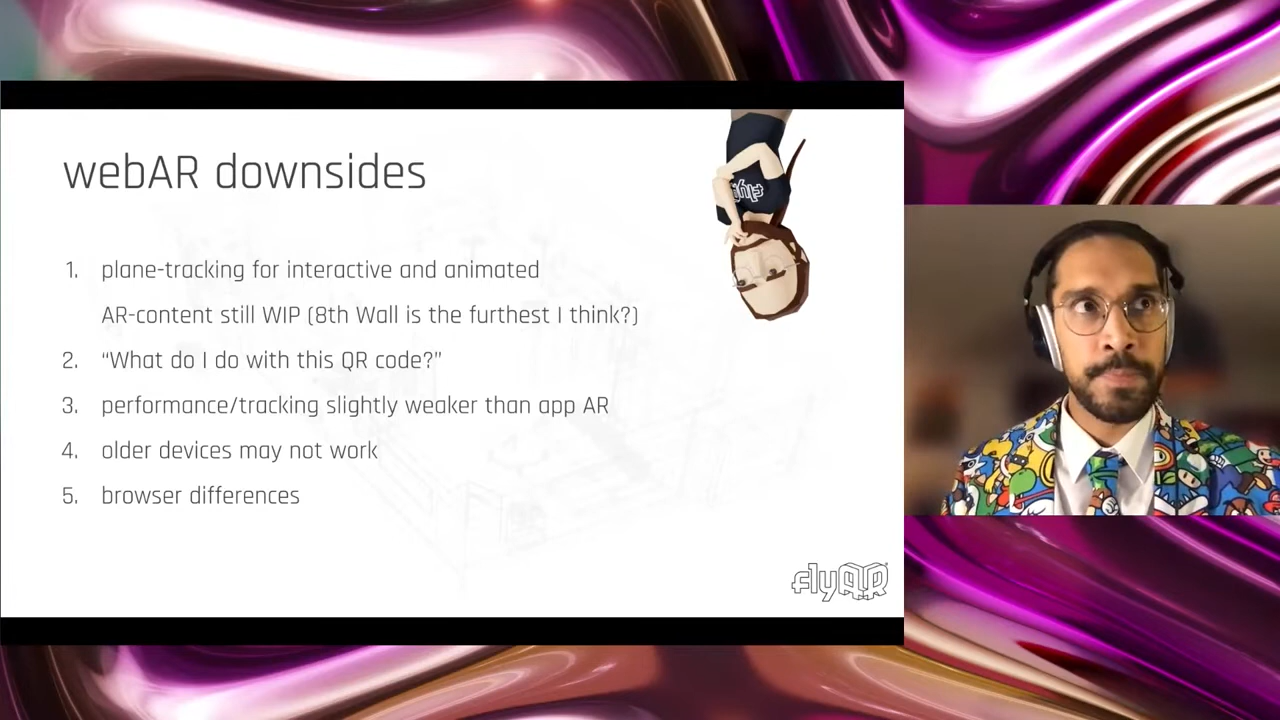 webAR downsides
1. plane-tracking for interactive and animated
AR-content still WIP (8th Wall is the furthest I think?)
2. “What do I do with this QR code?”
3. performance/tracking slightly weaker than app AR
4. older devices may not work
5. browser differences
flyAR
flyAR